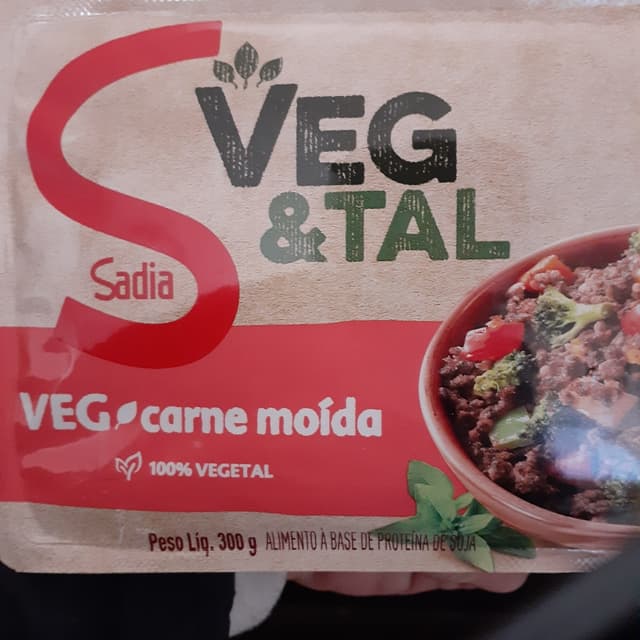 VEG
&TAL
Sadia
VEG carne moída
100% VEGETAL
Peso Líq. 300 g ALIMENTO À BASE DE PROTEÍNA DE SOJA